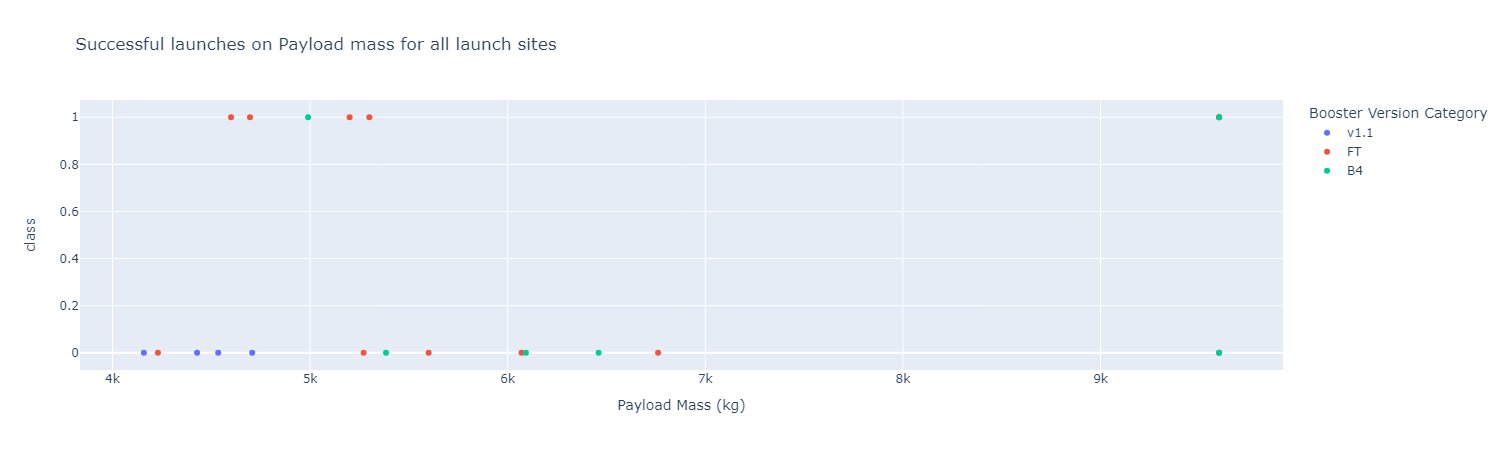 Successful launches on Payload mass for all launch sites
1
0.8
0.6
0.4
0.2
0
class
4k 5k 6k 7k 8k 9k
Payload Mass (kg)
Booster Version Category
v1.1
FT
B4